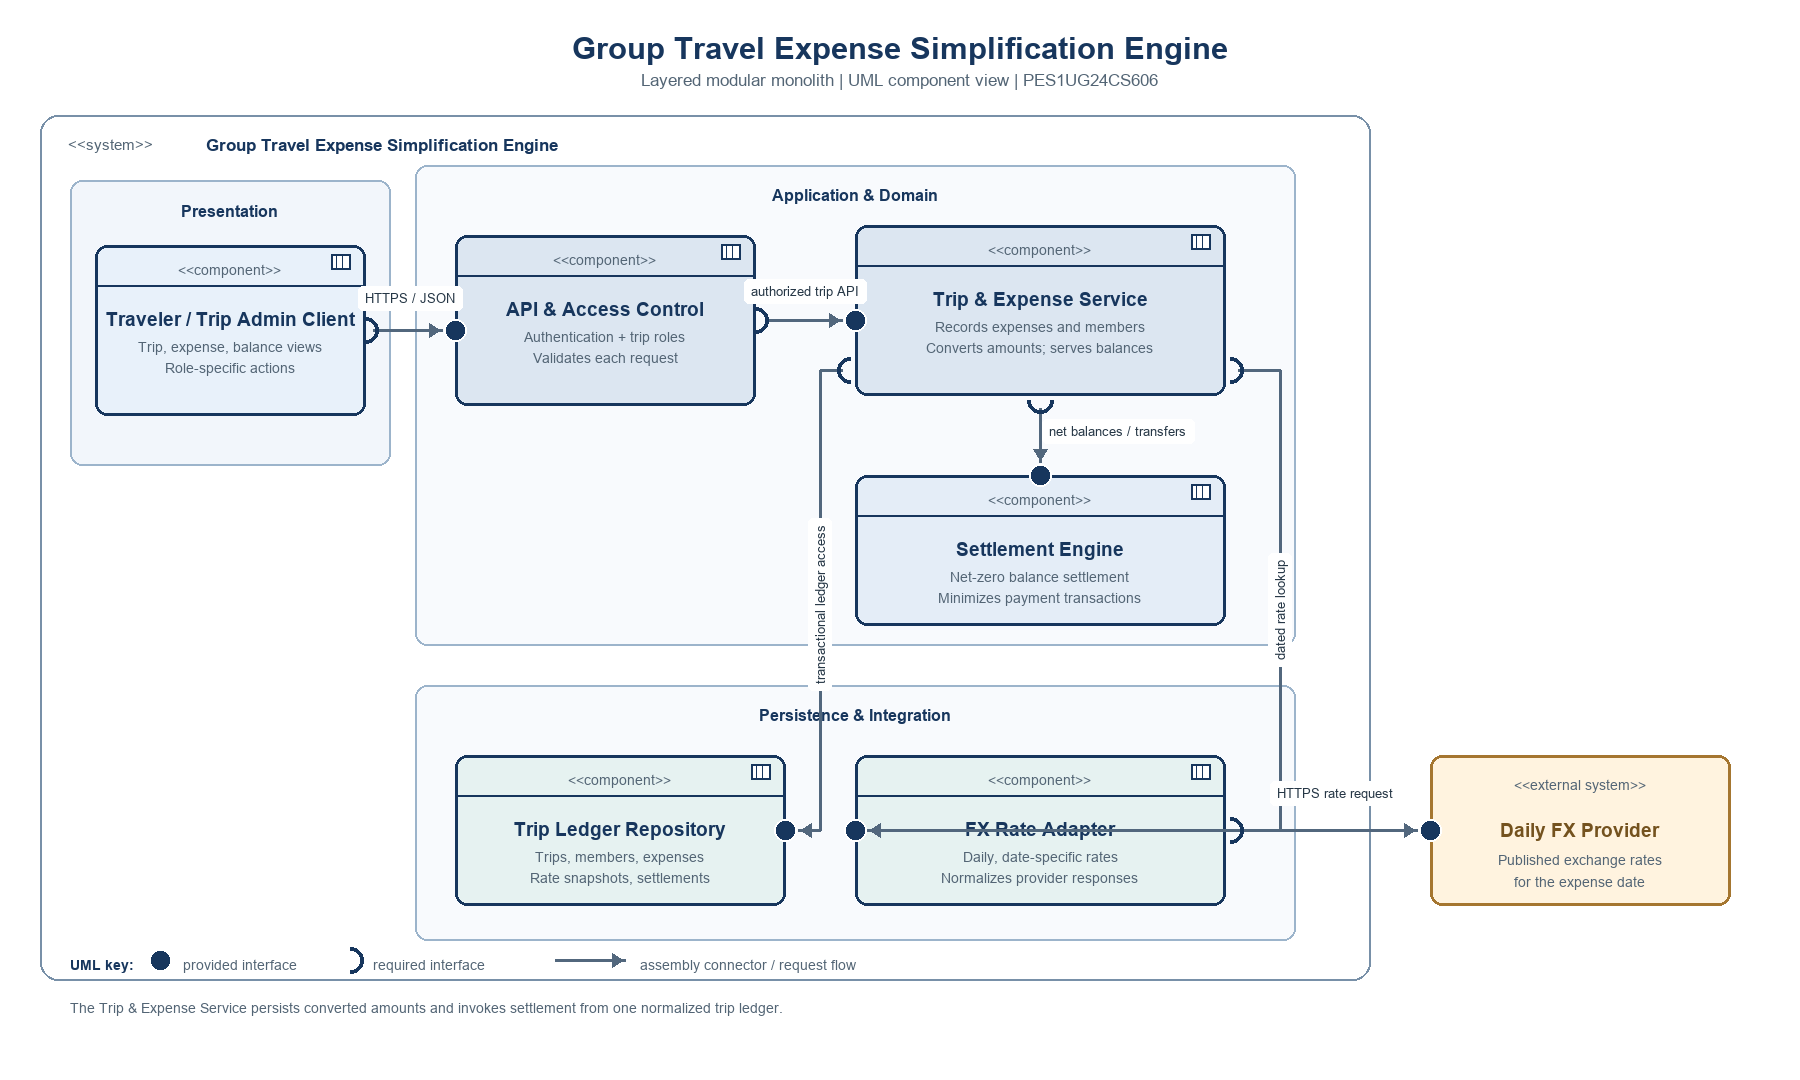 Group Travel Expense Simplification Engine
Layered modular monolith | UML component view | PES1UG24CS606
<<system>> Group Travel Expense Simplification Engine
Presentation
<<component>>
Traveler / Trip Admin Client
Trip, expense, balance views
Role-specific actions
HTTPS / JSON
Application & Domain
<<component>>
API & Access Control
Authentication + trip roles
Validates each request
authorized trip API
<<component>>
Trip & Expense Service
Records expenses and members
Converts amounts; serves balances
net balances / transfers
<<component>>
Settlement Engine
Net-zero balance settlement
Minimizes payment transactions
transactional ledger access
dated rate lookup
Persistence & Integration
<<component>>
Trip Ledger Repository
Trips, members, expenses
Rate snapshots, settlements
<<component>>
FX Rate Adapter
Daily, date-specific rates
Normalizes provider responses
HTTPS rate request
<<external system>>
Daily FX Provider
Published exchange rates
for the expense date
UML key: provided interface required interface assembly connector / request flow
The Trip & Expense Service persists converted amounts and invokes settlement from one normalized trip ledger.